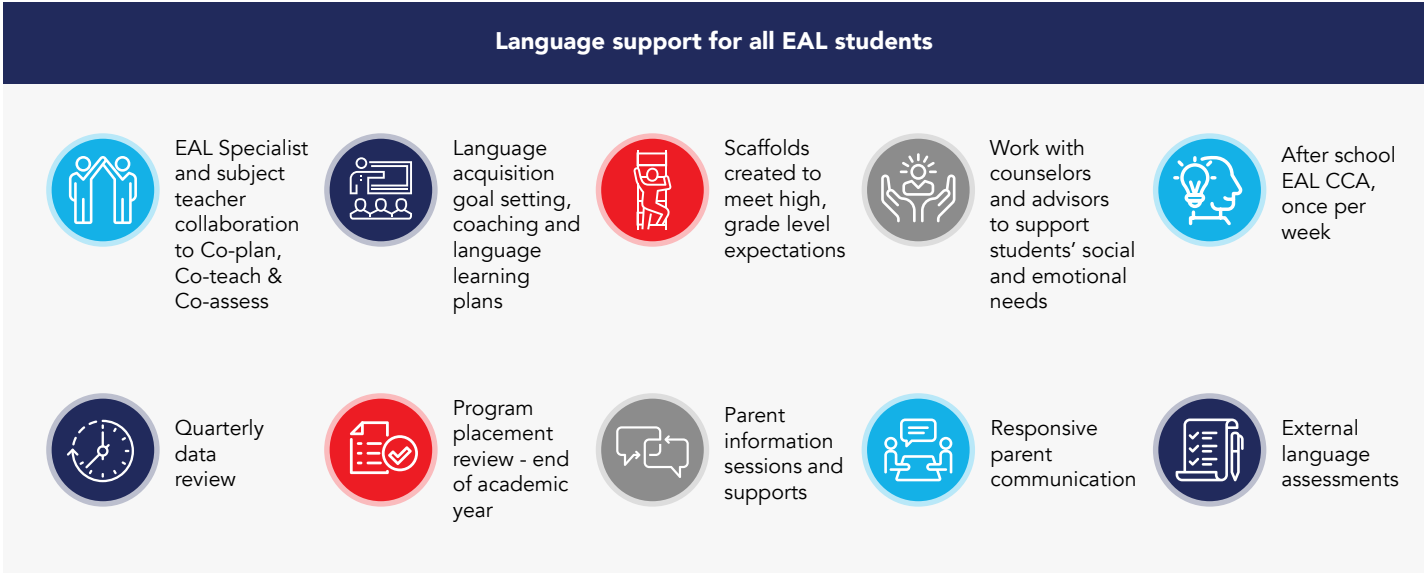 Language support for all EAL students
EAL Specialist
and subject
teacher
collaboration
to Co-plan,
Co-teach &
Co-assess
Language
acquisition
goal setting,
coaching and
language
learning
plans
Scaffolds
created to
meet high,
grade level
expectations
Work with
counselors
and advisors
to support
students’ social
and emotional
needs
After school
EAL CCA,
once per
week
Quarterly
data
review
Program
placement
review - end
of academic
year
Parent
information
sessions and
supports
Responsive
parent
communication
External
language
assessments